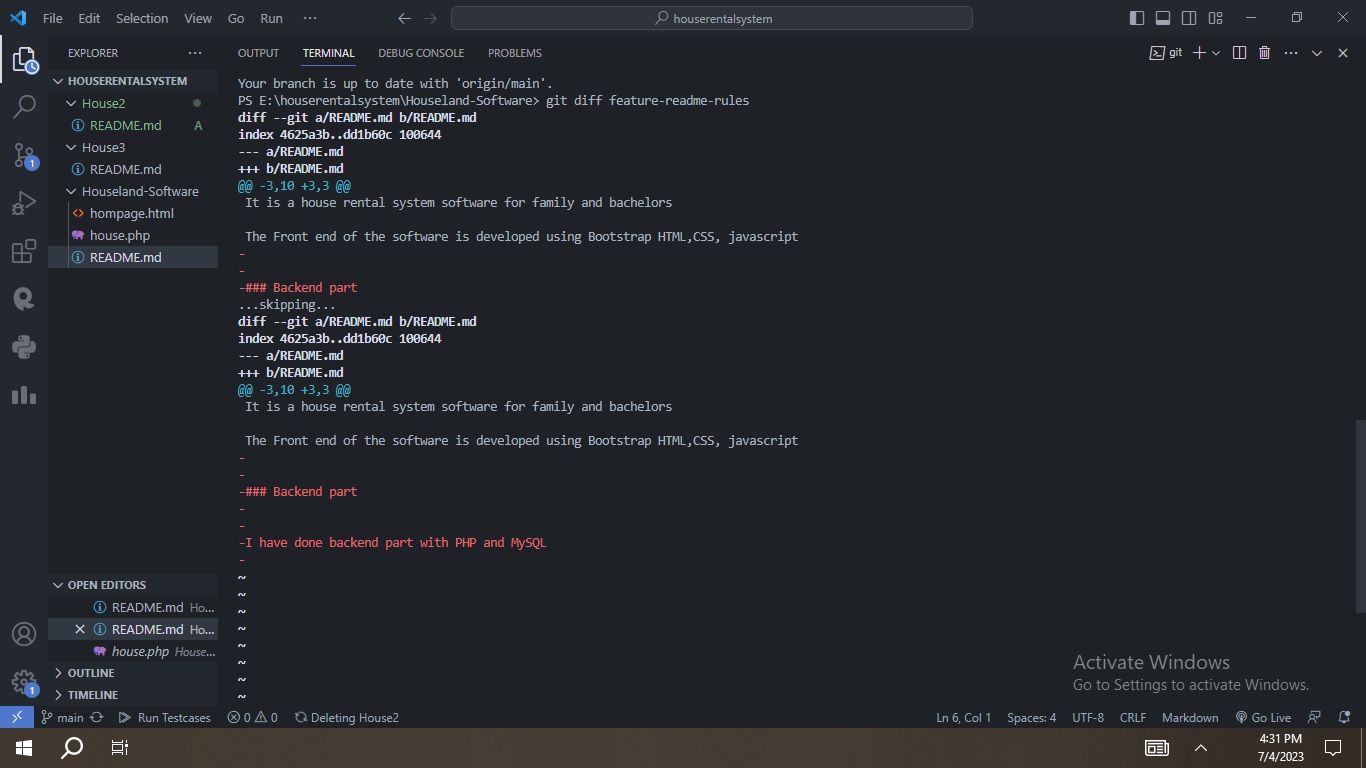 File Edit Selection View Go Run ···
houserentalsystem
EXPLORER ···
HOUSERENTALSYSTEM
House2
README.md A
House3
README.md
Houseland-Software
hompage.html
house.php
README.md
OPEN EDITORS
README.md Ho...
README.md Ho...
house.php House...
OUTLINE
TIMELINE
1
1
OUTPUT TERMINAL DEBUG CONSOLE PROBLEMS
git
Your branch is up to date with 'origin/main'.
PS E:\houserentalsystem\Houseland-Software> git diff feature-readme-rules
diff --git a/README.md b/README.md
index 4625a3b..dd1b60c 100644
--- a/README.md
+++ b/README.md
@@ -3,10 +3,3 @@
It is a house rental system software for family and bachelors
The Front end of the software is developed using Bootstrap HTML,CSS, javascript
-
-
-### Backend part
...skipping...
diff --git a/README.md b/README.md
index 4625a3b..dd1b60c 100644
--- a/README.md
+++ b/README.md
@@ -3,10 +3,3 @@
It is a house rental system software for family and bachelors
The Front end of the software is developed using Bootstrap HTML,CSS, javascript
-
-
-### Backend part
-
-
-I have done backend part with PHP and MySQL
-
~
~
~
~
~
~
~
~
Activate Windows
Go to Settings to activate Windows.
main Run Testcases 0 0 Deleting House2 Ln 6, Col 1 Spaces: 4 UTF-8 CRLF Markdown Go Live
4:31 PM
7/4/2023